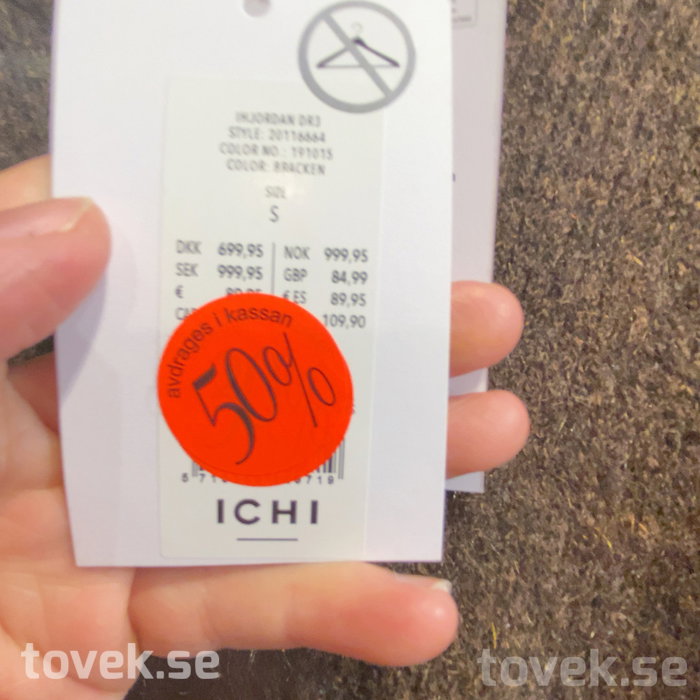 IHJORDAN DR3
STYLE: 20116664
COLOR NO.: 191015
COLOR: BRACKEN
SIZE
S
DKK 699,95 NOK 999,95
SEK 999,95 GBP 84,99
€ €ES 89,95
109,90
avdrages i kassan
50%
ICHI
tovek.se
tovek.se